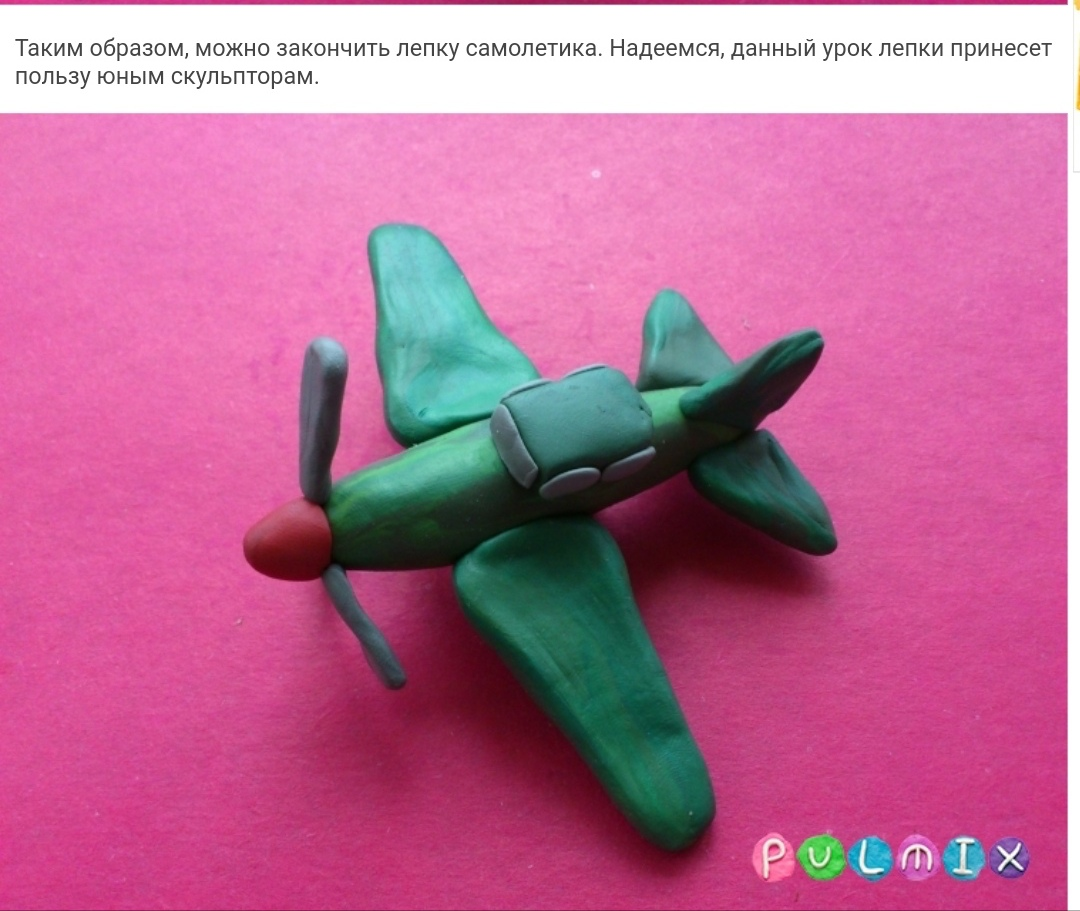 Таким образом, можно закончить лепку самолетика. Надеемся, данный урок лепки принесет
пользу юным скульпторам.
PULMIX